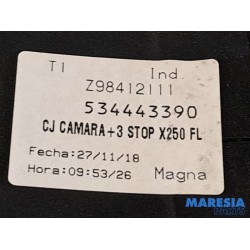 T1 Ind.
Z98412111
534443390
CJ CAMARA+3 STOP X250 FL
Fecha:27/11/18
Hora:09:53/26 Magna
MARESIA
PARTS